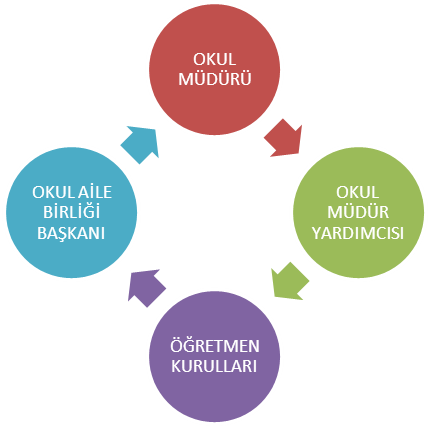 OKUL
MÜDÜRÜ
OKUL
MÜDÜR
YARDIMCISI
ÖĞRETMEN
KURULLARI
OKUL AİLE
BİRLİĞİ
BAŞKANI